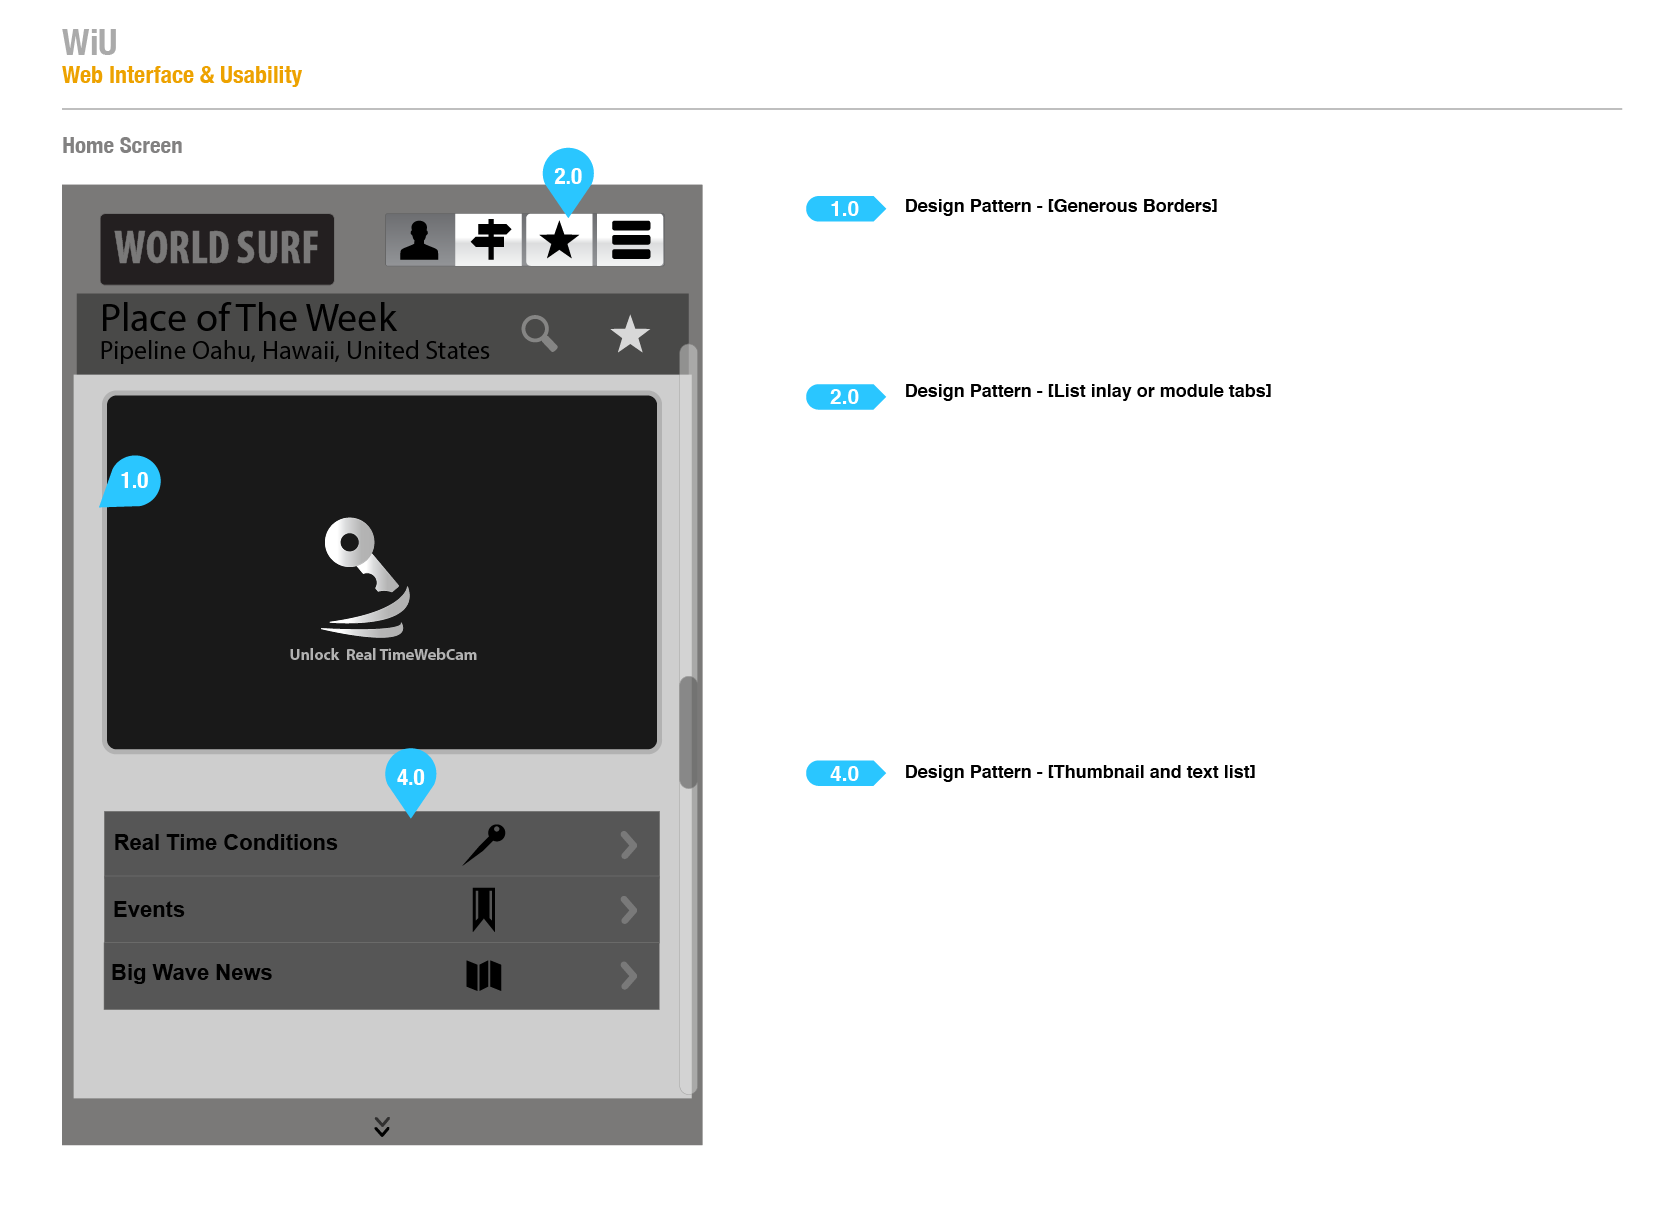 WiU
Web Interface & Usability
Home Screen
2.0
WORLD SURF
Place of The Week
Pipeline Oahu, Hawaii, United States
1.0
Unlock Real TimeWebCam
4.0
Real Time Conditions
Events
Big Wave News
1.0 Design Pattern - [Generous Borders]
2.0 Design Pattern - [List inlay or module tabs]
4.0 Design Pattern - [Thumbnail and text list]